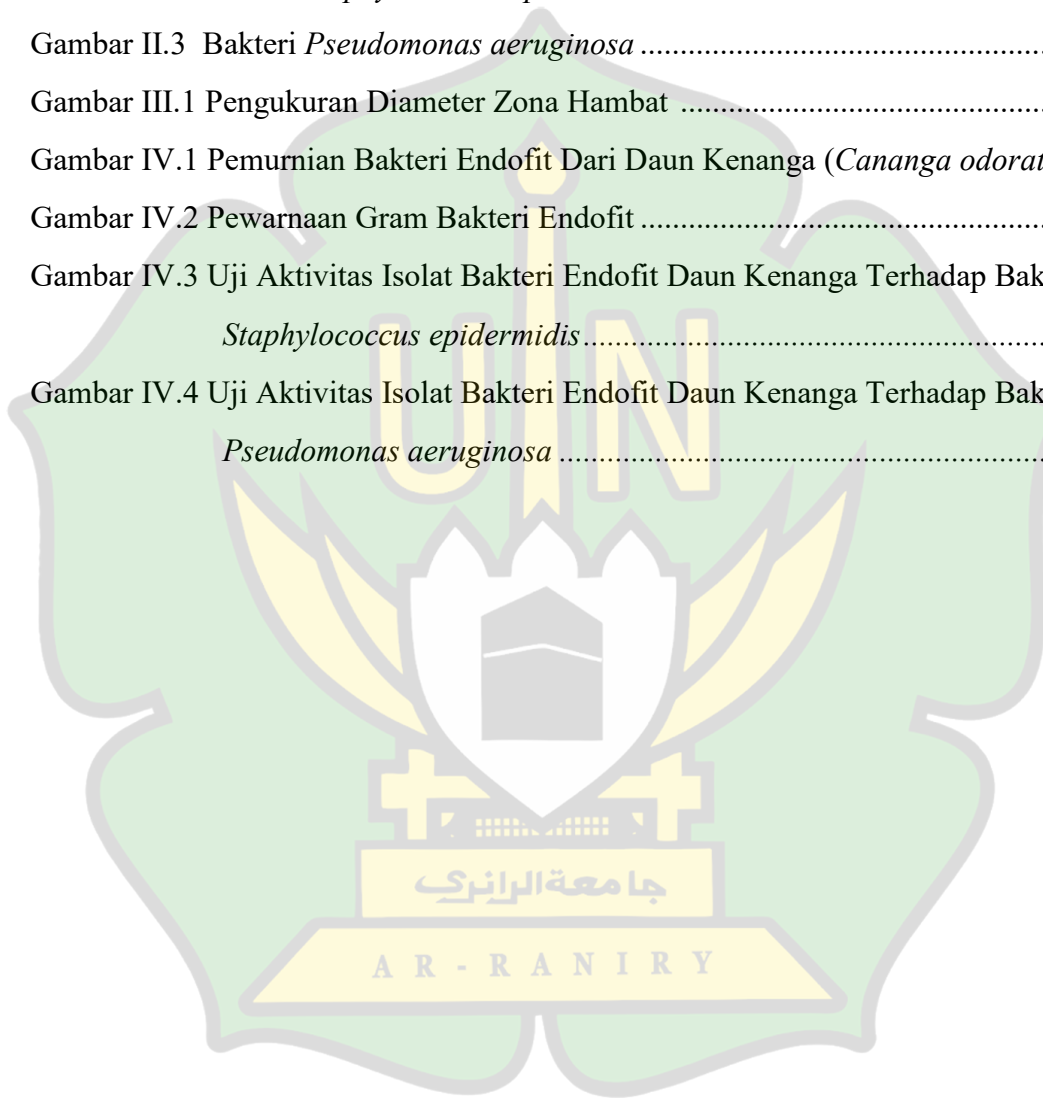 Gambar II.3 Bakteri Pseudomonas aeruginosa ..........................................................
Gambar III.1 Pengukuran Diameter Zona Hambat ......................................................
Gambar IV.1 Pemurnian Bakteri Endofit Dari Daun Kenanga (Cananga odorat
Gambar IV.2 Pewarnaan Gram Bakteri Endofit ..........................................................
Gambar IV.3 Uji Aktivitas Isolat Bakteri Endofit Daun Kenanga Terhadap Bak
Staphylococcus epidermidis ....................................................................
Gambar IV.4 Uji Aktivitas Isolat Bakteri Endofit Daun Kenanga Terhadap Bak
Pseudomonas aeruginosa ........................................................................
UIN
جامعةالرانري
AR-RANIRY